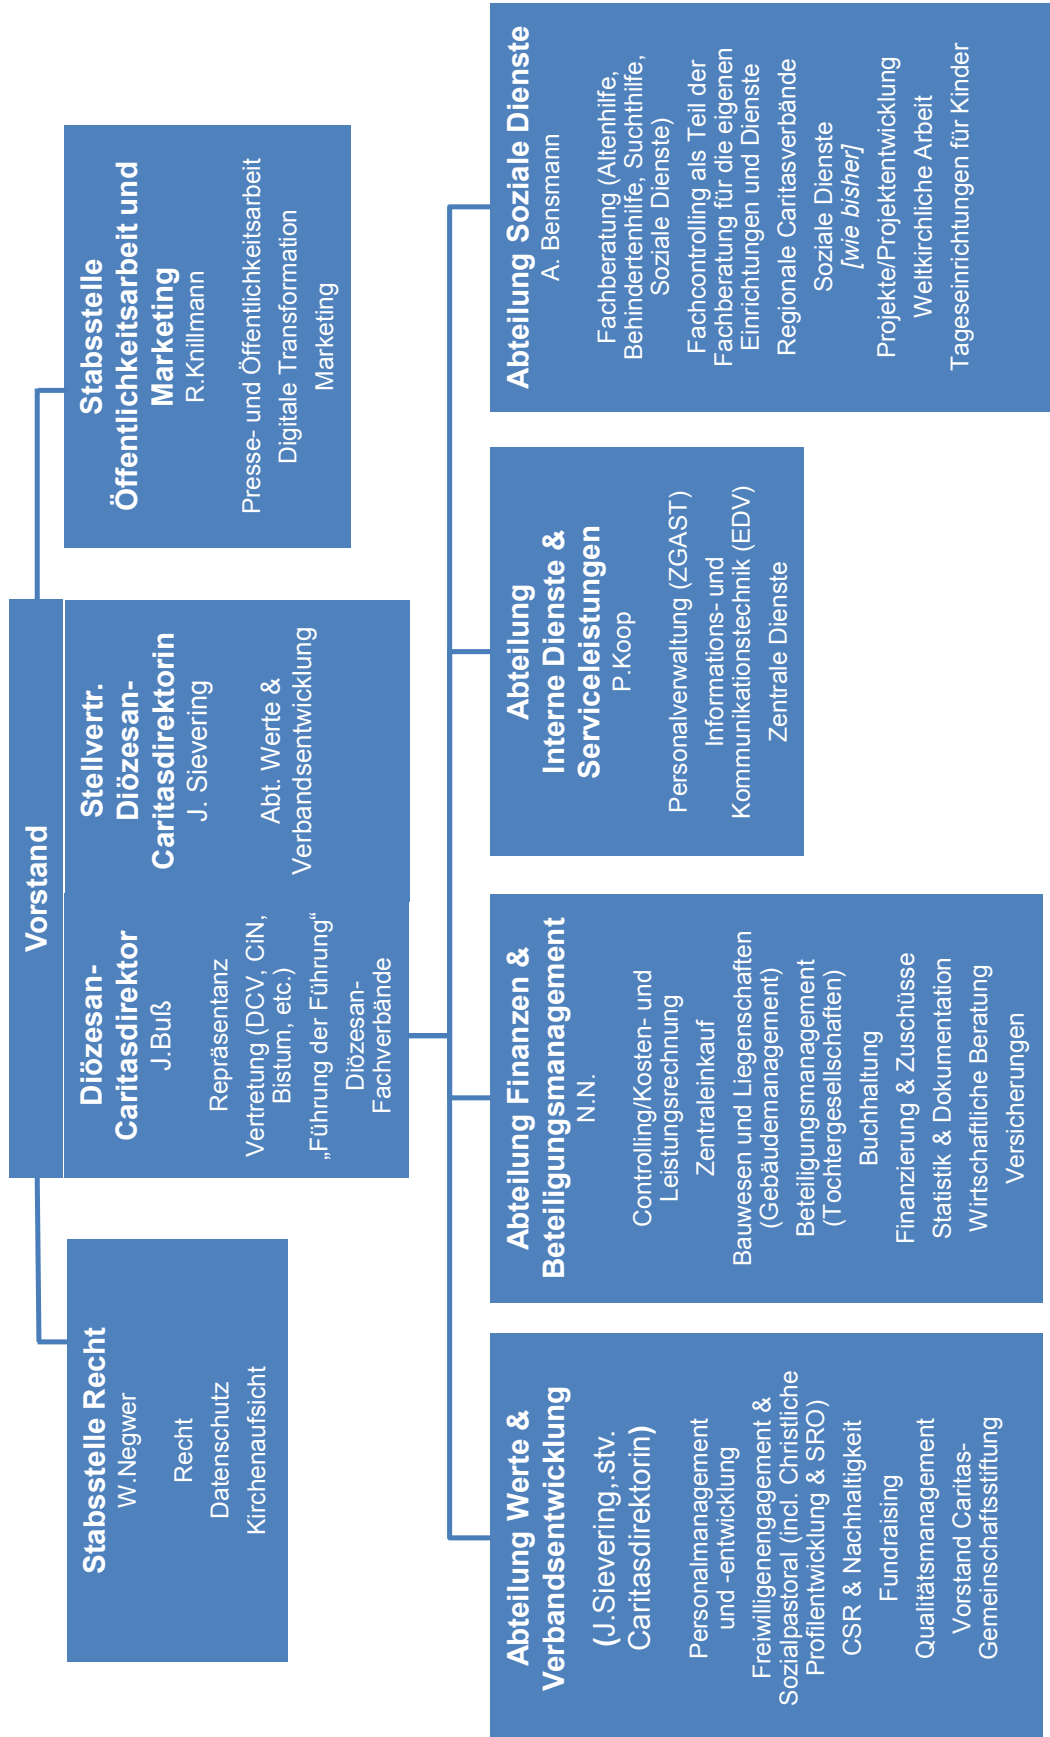 Vorstand
Stabsstelle Recht
W.Negwer
Recht
Datenschutz
Kirchenaufsicht
Diözesan-
Caritasdirektor
J.Buß
Repräsentanz
Vertretung (DCV, CiN,
Bistum, etc.)
„Führung der Führung“
Diözesan-
Fachverbände
Stellvertr.
Diözesan-
Caritasdirektorin
J. Sievering
Abt. Werte &
Verbandsentwicklung
Stabsstelle
Öffentlichkeitsarbeit und
Marketing
R.Knillmann
Presse- und Öffentlichkeitsarbeit
Digitale Transformation
Marketing
Abteilung Werte &
Verbandsentwicklung
(J.Sievering,.stv.
Caritasdirektorin)
Personalmanagement
und -entwicklung
Freiwilligenengagement &
Sozialpastoral (incl. Christliche
Profilentwicklung & SRO)
CSR & Nachhaltigkeit
Fundraising
Qualitätsmanagement
Vorstand Caritas-
Gemeinschaftsstiftung
Abteilung Finanzen &
Beteiligungsmanagement
N.N.
Controlling/Kosten- und
Leistungsrechnung
Zentraleinkauf
Bauwesen und Liegenschaften
(Gebäudemanagement)
Beteiligungsmanagement
(Tochtergesellschaften)
Buchhaltung
Finanzierung & Zuschüsse
Statistik & Dokumentation
Wirtschaftliche Beratung
Versicherungen
Abteilung
Interne Dienste &
Serviceleistungen
P.Koop
Personalverwaltung (ZGAST)
Informations- und
Kommunikationstechnik (EDV)
Zentrale Dienste
Abteilung Soziale Dienste
A. Bensmann
Fachberatung (Altenhilfe,
Behindertenhilfe, Suchthilfe,
Soziale Dienste)
Fachcontrolling als Teil der
Fachberatung für die eigenen
Einrichtungen und Dienste
Regionale Caritasverbände
Soziale Dienste
[wie bisher]
Projekte/Projektentwicklung
Weltkirchliche Arbeit
Tageseinrichtungen für Kinder